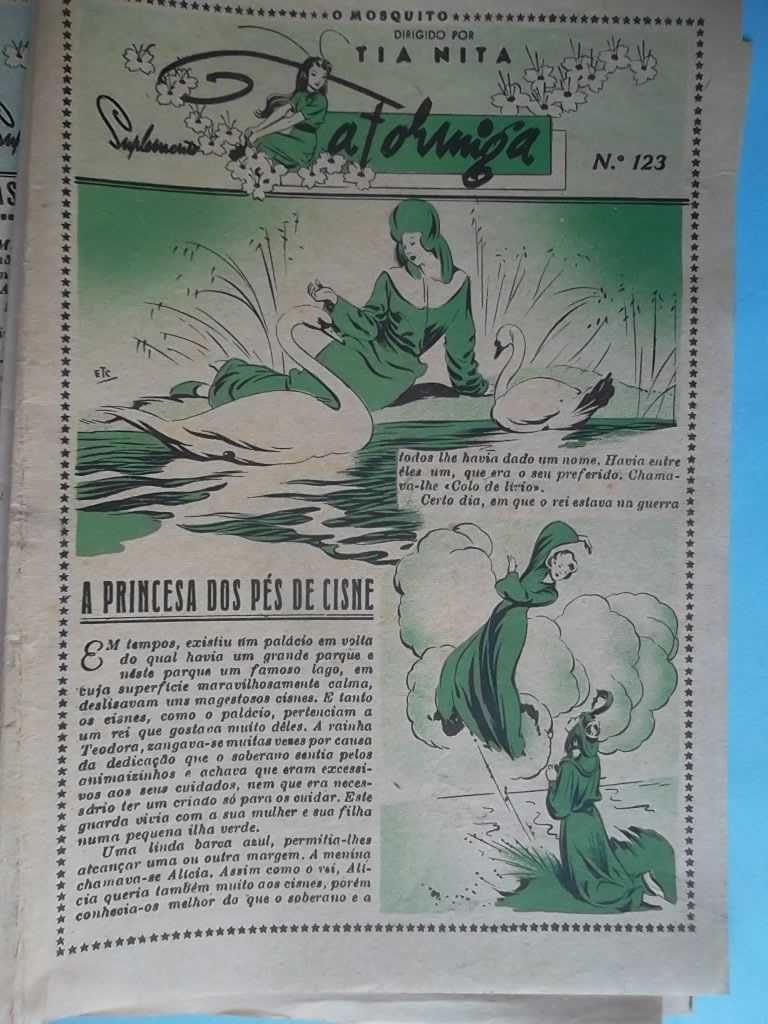 O MOSQUITO
DIRIGIDO POR
TIA NITA
Suplemento
a Formiga
N.º 123
ETC
A PRINCESA DOS PÉS DE CISNE
EM tempos, existiu um palácio em volta
do qual havia um grande parque e
nêste parque um famoso lago, em
cuja superfície maravilhosamente calma,
deslisavam uns magestosos cisnes. E tanto
os cisnes, como o palácio, pertenciam a
um rei que gostava muito dêles. A rainha
Teodora, zangava-se muitas vezes por causa
da dedicação que o soberano sentia pelos
animaizinhos e achava que eram excessi-
vos aos seus cuidados, nem que era neces-
sário ter um criado só para os cuidar. Este
guarda vivia com a sua mulher e sua filha
numa pequena ilha verde.
Uma linda barca azul, permitia-lhes
alcançar uma ou outra margem. A menina
chamava-se Alicia. Assim como o rei, Ali-
cia queria também muito aos cisnes, porém
conhecia-os melhor do que o soberano e a
todos lhe havia dado um nome. Havia entre
êles um, que era o seu preferido. Chama-
va-lhe «Colo de lírio».
Certo dia, em que o rei estava na guerra